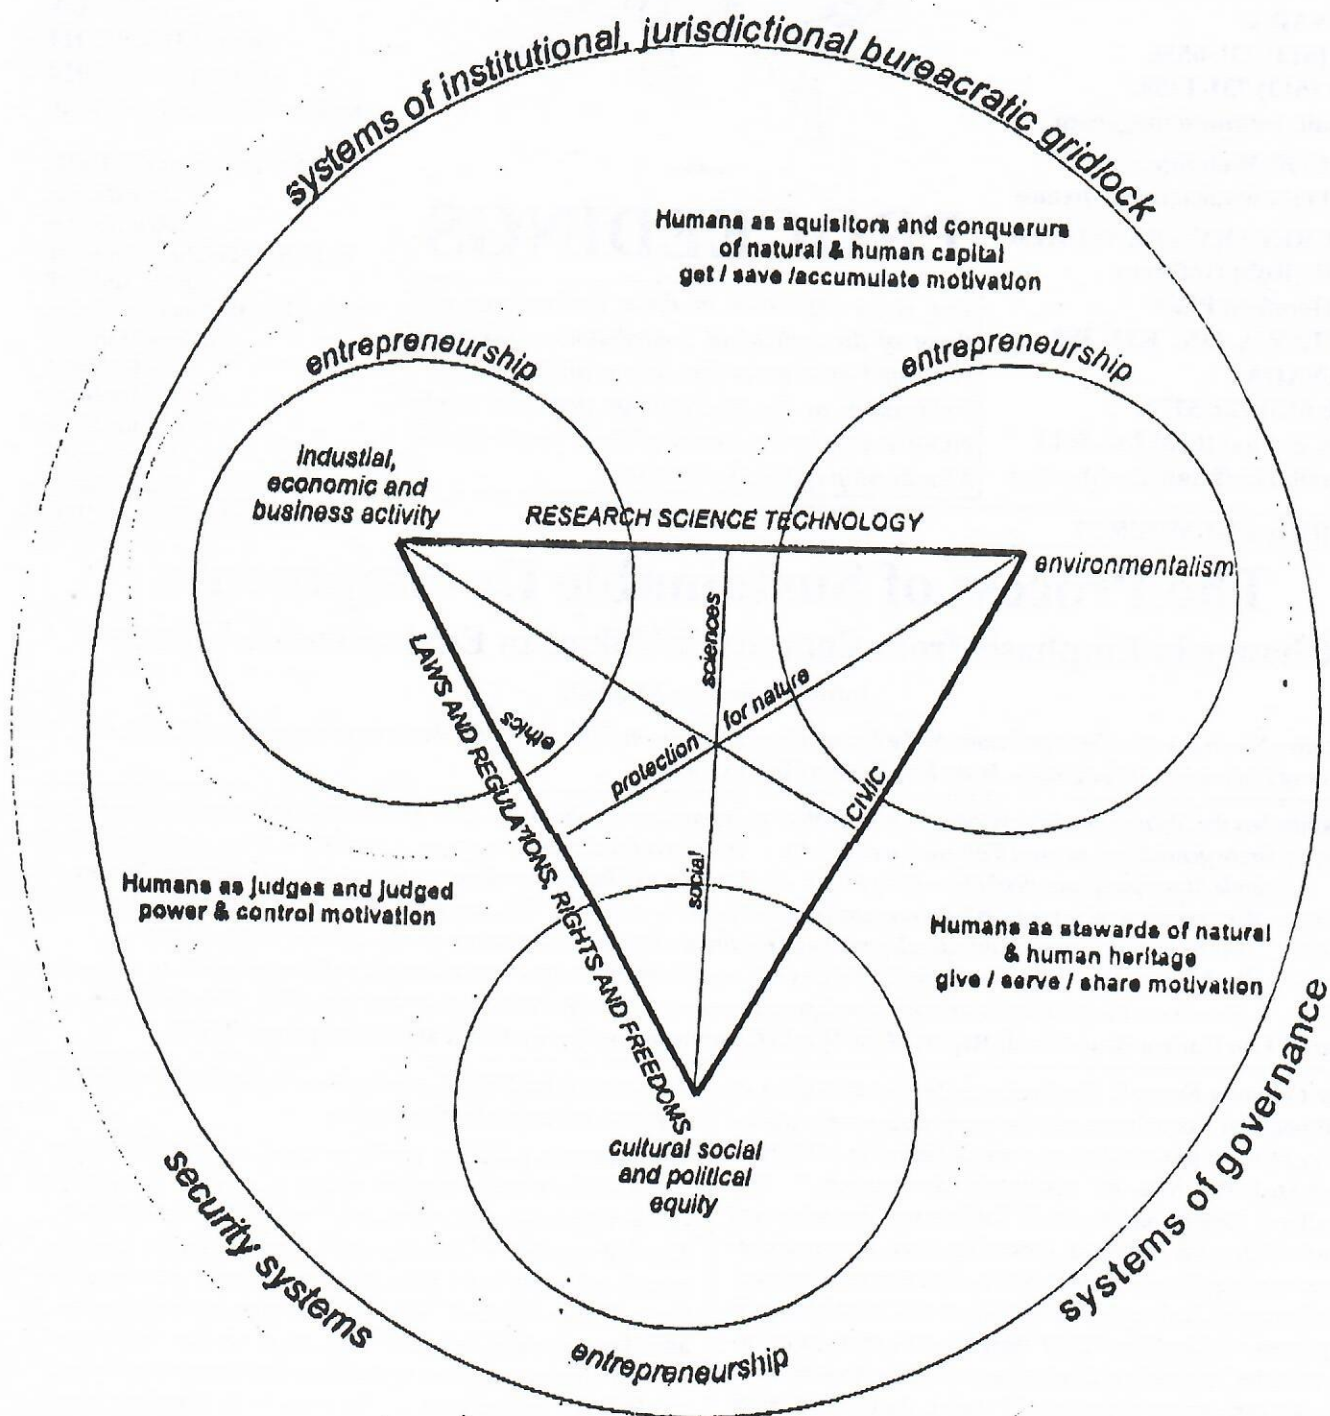 systems of institutional, jurisdictional bureacratic gridlock
Humans as aquisitors and conquerurs
of natural & human capital
get / save /accumulate motivation
entrepreneurship
entrepreneurship
industial,
economic and
business activity
RESEARCH SCIENCE TECHNOLOGY
environmentalism
sciences
for nature
protection
ethics
CIVIC
social
LAWS AND REGULATIONS, RIGHTS AND FREEDOMS
Humans as judges and judged
power & control motivation
Humans as stewards of natural
& human heritage
give / serve / share motivation
cultural social
and political
equity
security systems
systems of governance
entrepreneurship